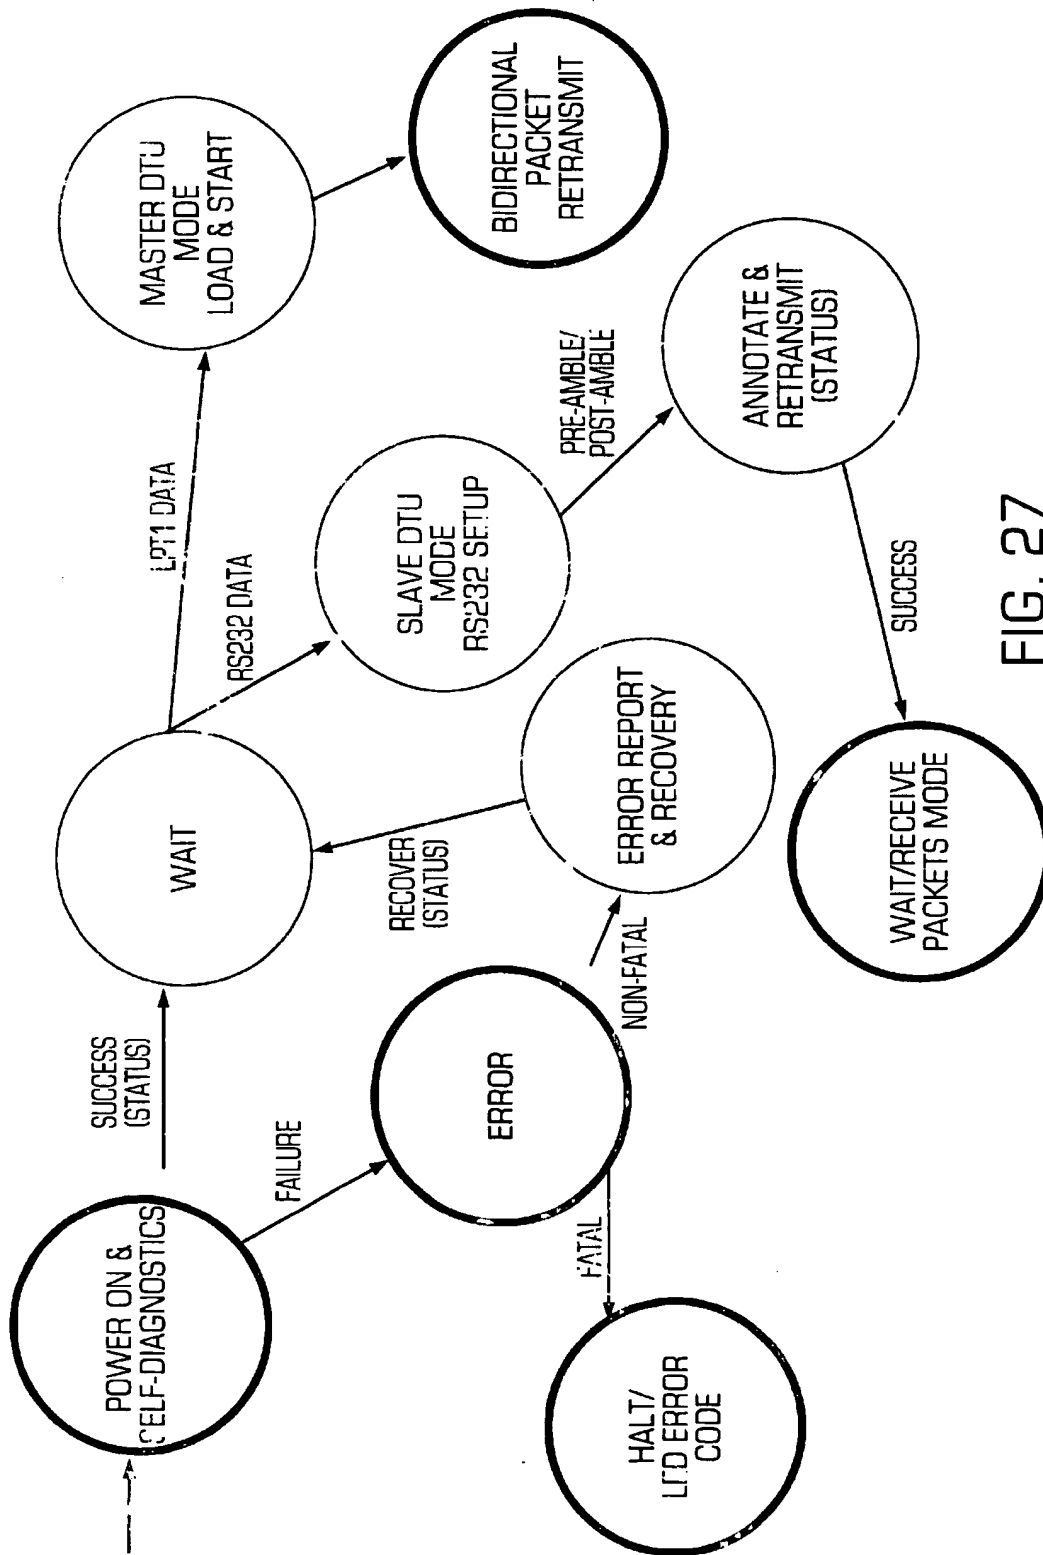 POWER ON &
SELF-DIAGNOSTICS
SUCCESS
(STATUS)
FAILURE
WAIT
LPT1 DATA
RS232 DATA
MASTER DTU
MODE
LOAD & START
BIDIRECTIONAL
PACKET
RETRANSMIT
SLAVE DTU
MODE
RS232 SETUP
PRE-AMBLE/
POST-AMBLE
ANNOTATE &
RETRANSMIT
(STATUS)
SUCCESS
WAIT/RECEIVE
PACKETS MODE
ERROR
NON-FATAL
ERROR REPORT
& RECOVERY
RECOVER
(STATUS)
FATAL
HALT/
ERROR
CODE
FIG. 27